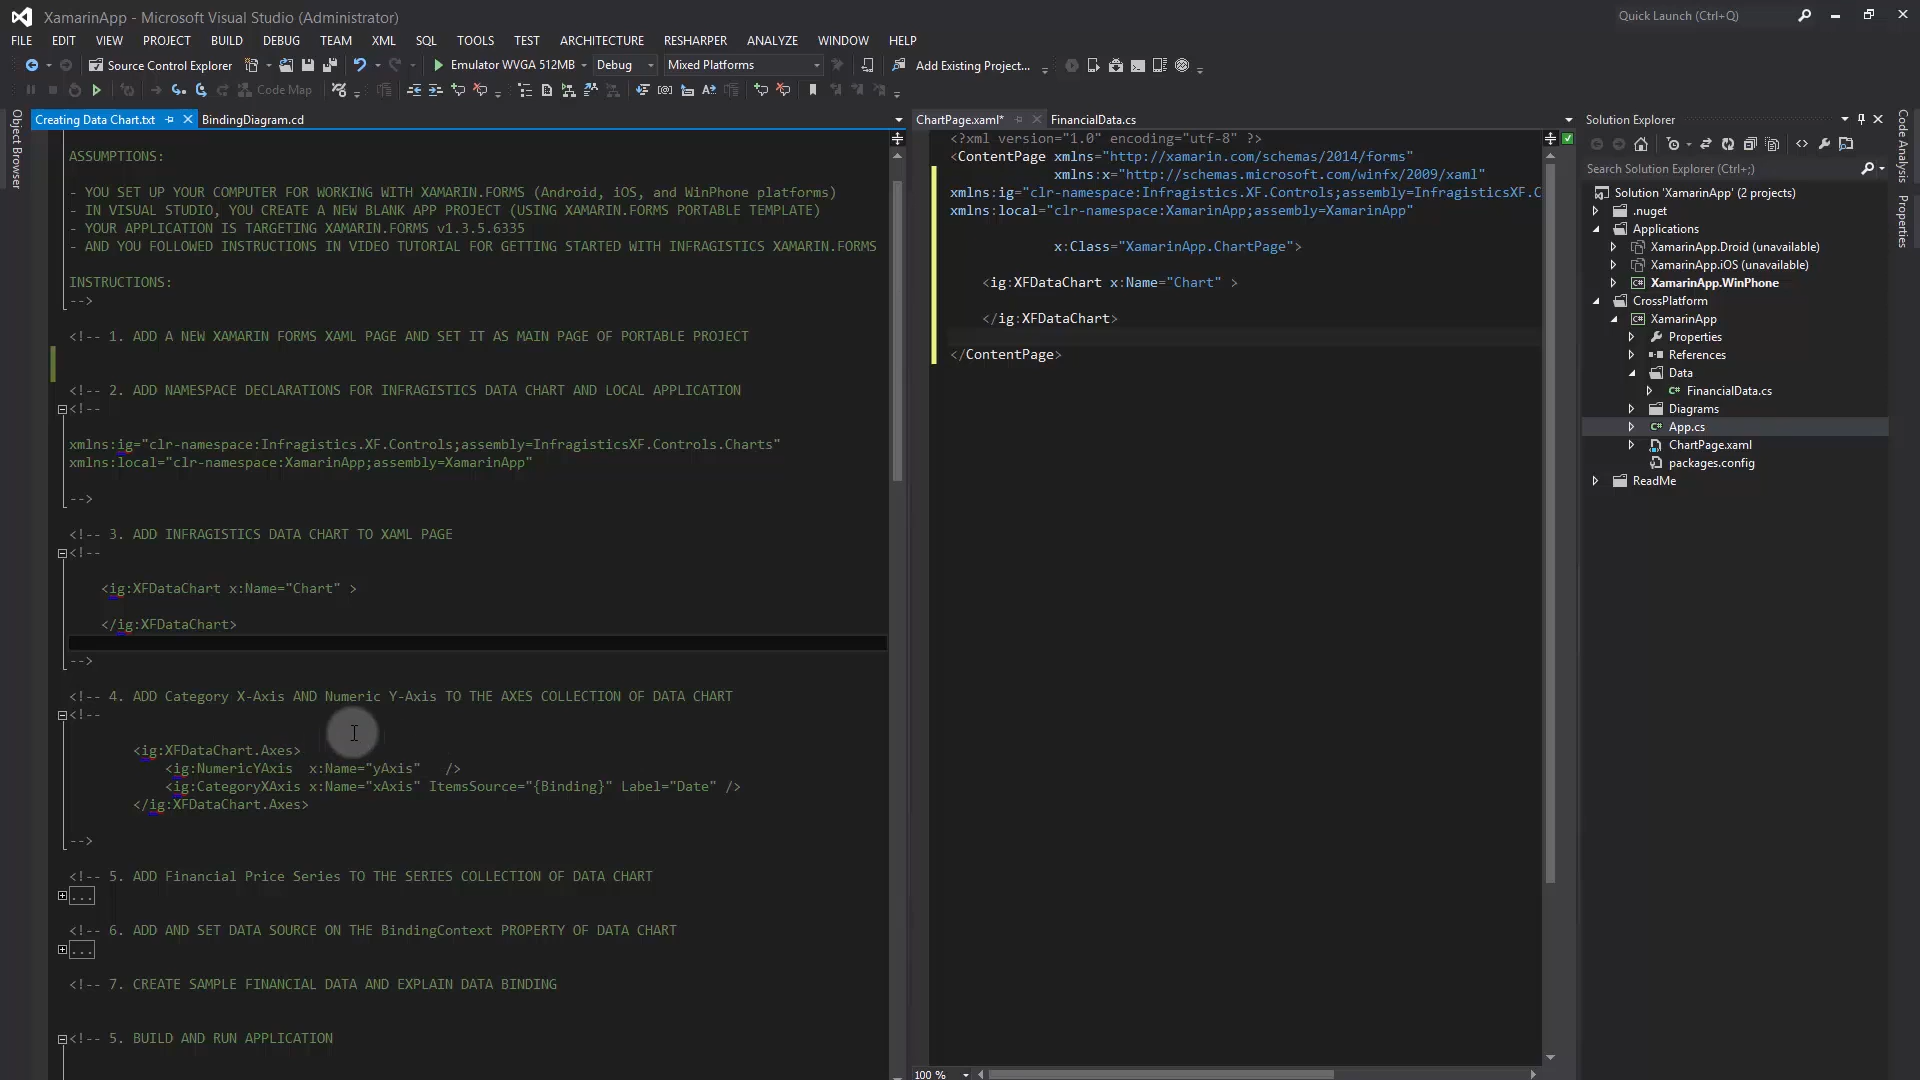 XamarinApp - Microsoft Visual Studio (Administrator)
Quick Launch (Ctrl+Q)
FILE EDIT VIEW PROJECT BUILD DEBUG TEAM XML SQL TOOLS TEST ARCHITECTURE RESHARPER ANALYZE WINDOW HELP
Source Control Explorer Emulator WVGA 512MB Debug Mixed Platforms Add Existing Project...
Code Map
Object Browser
Creating Data Chart.txt BindingDiagram.cd
ASSUMPTIONS:
- YOU SET UP YOUR COMPUTER FOR WORKING WITH XAMARIN.FORMS (Android, iOS, and WinPhone platforms)
- IN VISUAL STUDIO, YOU CREATE A NEW BLANK APP PROJECT (USING XAMARIN.FORMS PORTABLE TEMPLATE)
- YOUR APPLICATION IS TARGETING XAMARIN.FORMS v1.3.5.6335
- AND YOU FOLLOWED INSTRUCTIONS IN VIDEO TUTORIAL FOR GETTING STARTED WITH INFRAGISTICS XAMARIN.FORMS
INSTRUCTIONS:
-->
<!-- 1. ADD A NEW XAMARIN FORMS XAML PAGE AND SET IT AS MAIN PAGE OF PORTABLE PROJECT
<!-- 2. ADD NAMESPACE DECLARATIONS FOR INFRAGISTICS DATA CHART AND LOCAL APPLICATION
<!--
xmlns:ig="clr-namespace:Infragistics.XF.Controls;assembly=InfragisticsXF.Controls.Charts"
xmlns:local="clr-namespace:XamarinApp;assembly=XamarinApp"
-->
<!-- 3. ADD INFRAGISTICS DATA CHART TO XAML PAGE
<!--
<ig:XFDataChart x:Name="Chart" >
</ig:XFDataChart>
-->
<!-- 4. ADD Category X-Axis AND Numeric Y-Axis TO THE AXES COLLECTION OF DATA CHART
<!--
<ig:XFDataChart.Axes>
<ig:NumericYAxis x:Name="yAxis" />
<ig:CategoryXAxis x:Name="xAxis" ItemsSource="{Binding}" Label="Date" />
</ig:XFDataChart.Axes>
-->
<!-- 5. ADD Financial Price Series TO THE SERIES COLLECTION OF DATA CHART
...
<!-- 6. ADD AND SET DATA SOURCE ON THE BindingContext PROPERTY OF DATA CHART
...
<!-- 7. CREATE SAMPLE FINANCIAL DATA AND EXPLAIN DATA BINDING
<!-- 5. BUILD AND RUN APPLICATION
ChartPage.xaml* FinancialData.cs
<?xml version="1.0" encoding="utf-8" ?>
<ContentPage xmlns="http://xamarin.com/schemas/2014/forms"
xmlns:x="http://schemas.microsoft.com/winfx/2009/xaml"
xmlns:ig="clr-namespace:Infragistics.XF.Controls;assembly=InfragisticsXF.C
xmlns:local="clr-namespace:XamarinApp;assembly=XamarinApp"
x:Class="XamarinApp.ChartPage">
<ig:XFDataChart x:Name="Chart" >
</ig:XFDataChart>
</ContentPage>
100 %
Solution Explorer
Search Solution Explorer (Ctrl+;)
Solution 'XamarinApp' (2 projects)
.nuget
Applications
XamarinApp.Droid (unavailable)
XamarinApp.iOS (unavailable)
XamarinApp.WinPhone
CrossPlatform
XamarinApp
Properties
References
Data
FinancialData.cs
Diagrams
App.cs
ChartPage.xaml
packages.config
ReadMe
Code Analysis
Properties